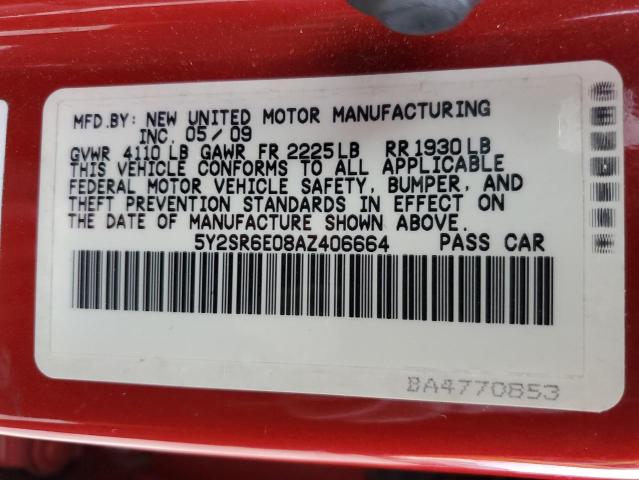 MFD.BY: NEW UNITED MOTOR MANUFACTURING
INC. 05/09
GVWR 4110 LB GAWR FR 2225 LB RR 1930 LB
THIS VEHICLE CONFORMS TO ALL APPLICABLE
FEDERAL MOTOR VEHICLE SAFETY, BUMPER, AND
THEFT PREVENTION STANDARDS IN EFFECT ON
THE DATE OF MANUFACTURE SHOWN ABOVE.
5Y2SR6E08AZ406664 PASS CAR
BA4770853